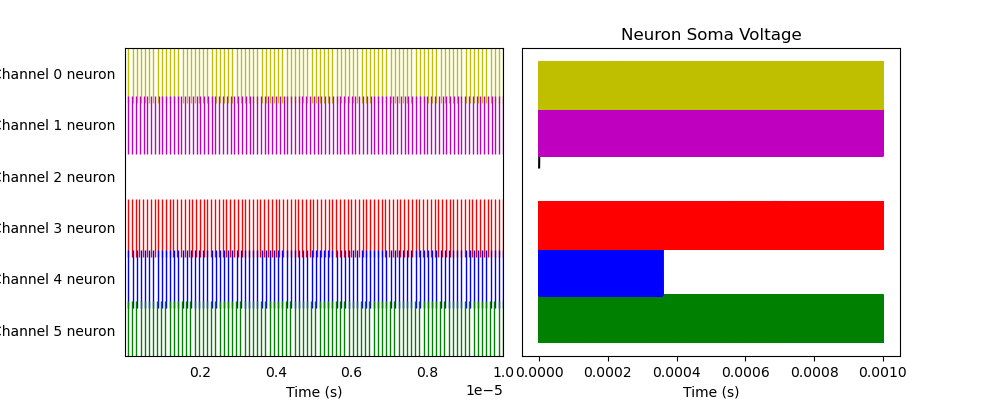 Neuron Soma Voltage
Channel 0 neuron
Channel 1 neuron
Channel 2 neuron
Channel 3 neuron
Channel 4 neuron
Channel 5 neuron
0.2 0.4 0.6 0.8 1.0
1e−5
Time (s)
0.0000 0.0002 0.0004 0.0006 0.0008 0.0010
Time (s)